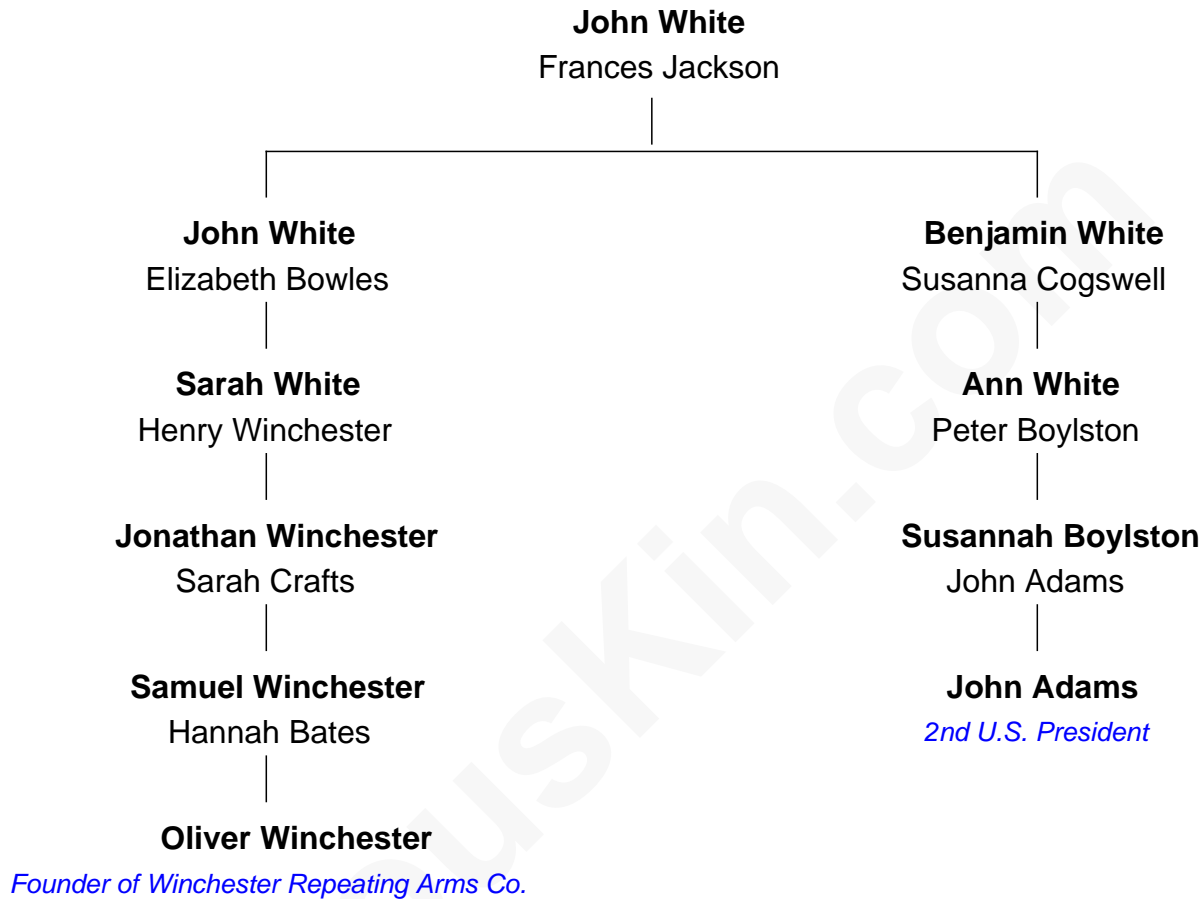 John White
Frances Jackson
John White
Elizabeth Bowles
Benjamin White
Susanna Cogswell
Sarah White
Henry Winchester
Ann White
Peter Boylston
Jonathan Winchester
Sarah Crafts
Susannah Boylston
John Adams
Samuel Winchester
Hannah Bates
John Adams
2nd U.S. President
Oliver Winchester
Founder of Winchester Repeating Arms Co.